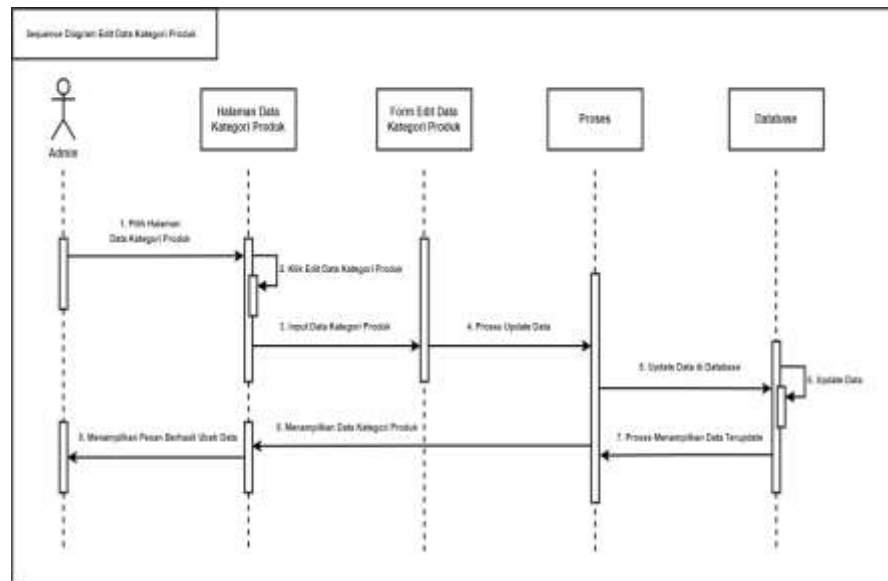 Sequence Diagram Edit Data Kategori Produk
Halaman Data
Kategori Produk
Form Edit Data
Kategori Produk
Proses
Database
Admin
1. Pilih Halaman
Data Kategori Produk
2. Klik Edit Data Kategori Produk
3. Input Data Kategori Produk
4. Proses Update Data
5. Update Data di Database
6. Update Data
7. Proses Menampilkan Data Terupdate
8. Menampilkan Data Kategori Produk
9. Menampilkan Pesan Berhasil Ubah Data